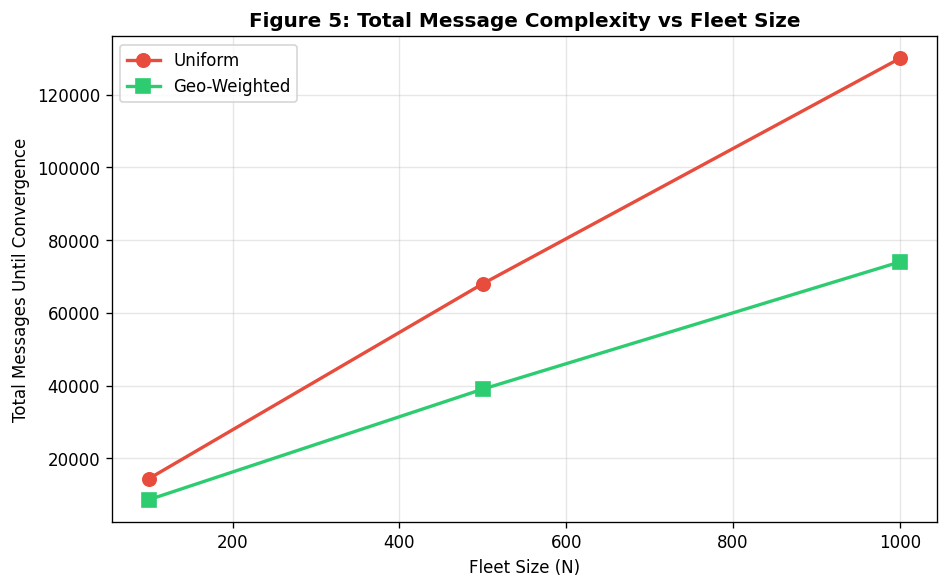 Figure 5: Total Message Complexity vs Fleet Size
Uniform
Geo-Weighted
Total Messages Until Convergence
120000
100000
80000
60000
40000
20000
200
400
600
800
1000
Fleet Size (N)